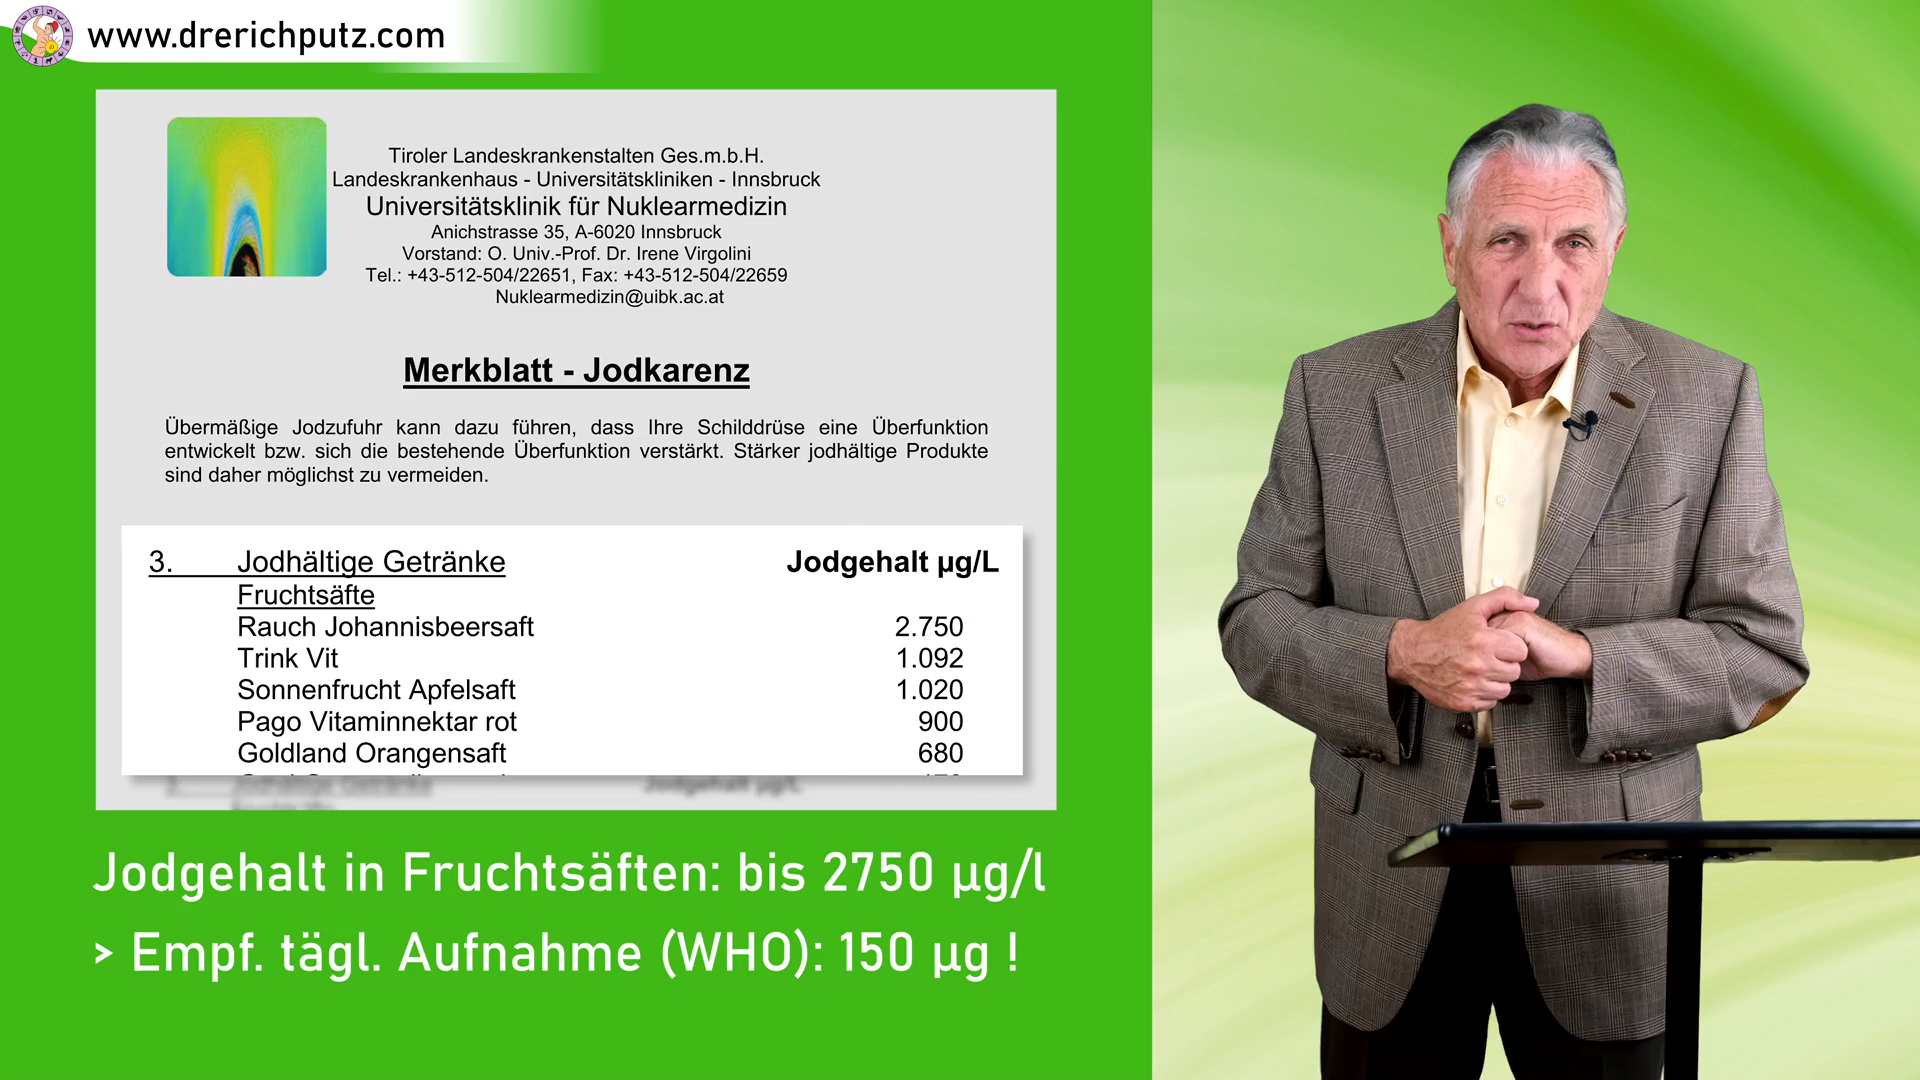 www.drerichputz.com
Tiroler Landeskrankenstalten Ges.m.b.H.
Landeskrankenhaus - Universitätskliniken - Innsbruck
Universitätsklinik für Nuklearmedizin
Anichstrasse 35, A-6020 Innsbruck
Vorstand: O. Univ.-Prof. Dr. Irene Virgolini
Tel.: +43-512-504/22651, Fax: +43-512-504/22659
Nuklearmedizin@uibk.ac.at
Merkblatt - Jodkarenz
Übermäßige Jodzufuhr kann dazu führen, dass Ihre Schilddrüse eine Überfunktion
entwickelt bzw. sich die bestehende Überfunktion verstärkt. Stärker jodhältige Produkte
sind daher möglichst zu vermeiden.
3. Jodhältige Getränke Jodgehalt µg/L
Fruchtsäfte
Rauch Johannisbeersaft 2.750
Trink Vit 1.092
Sonnenfrucht Apfelsaft 1.020
Pago Vitaminnektar rot 900
Goldland Orangensaft 680
Jodgehalt in Fruchtsäften: bis 2750 µg/l
> Empf. tägl. Aufnahme (WHO): 150 µg !